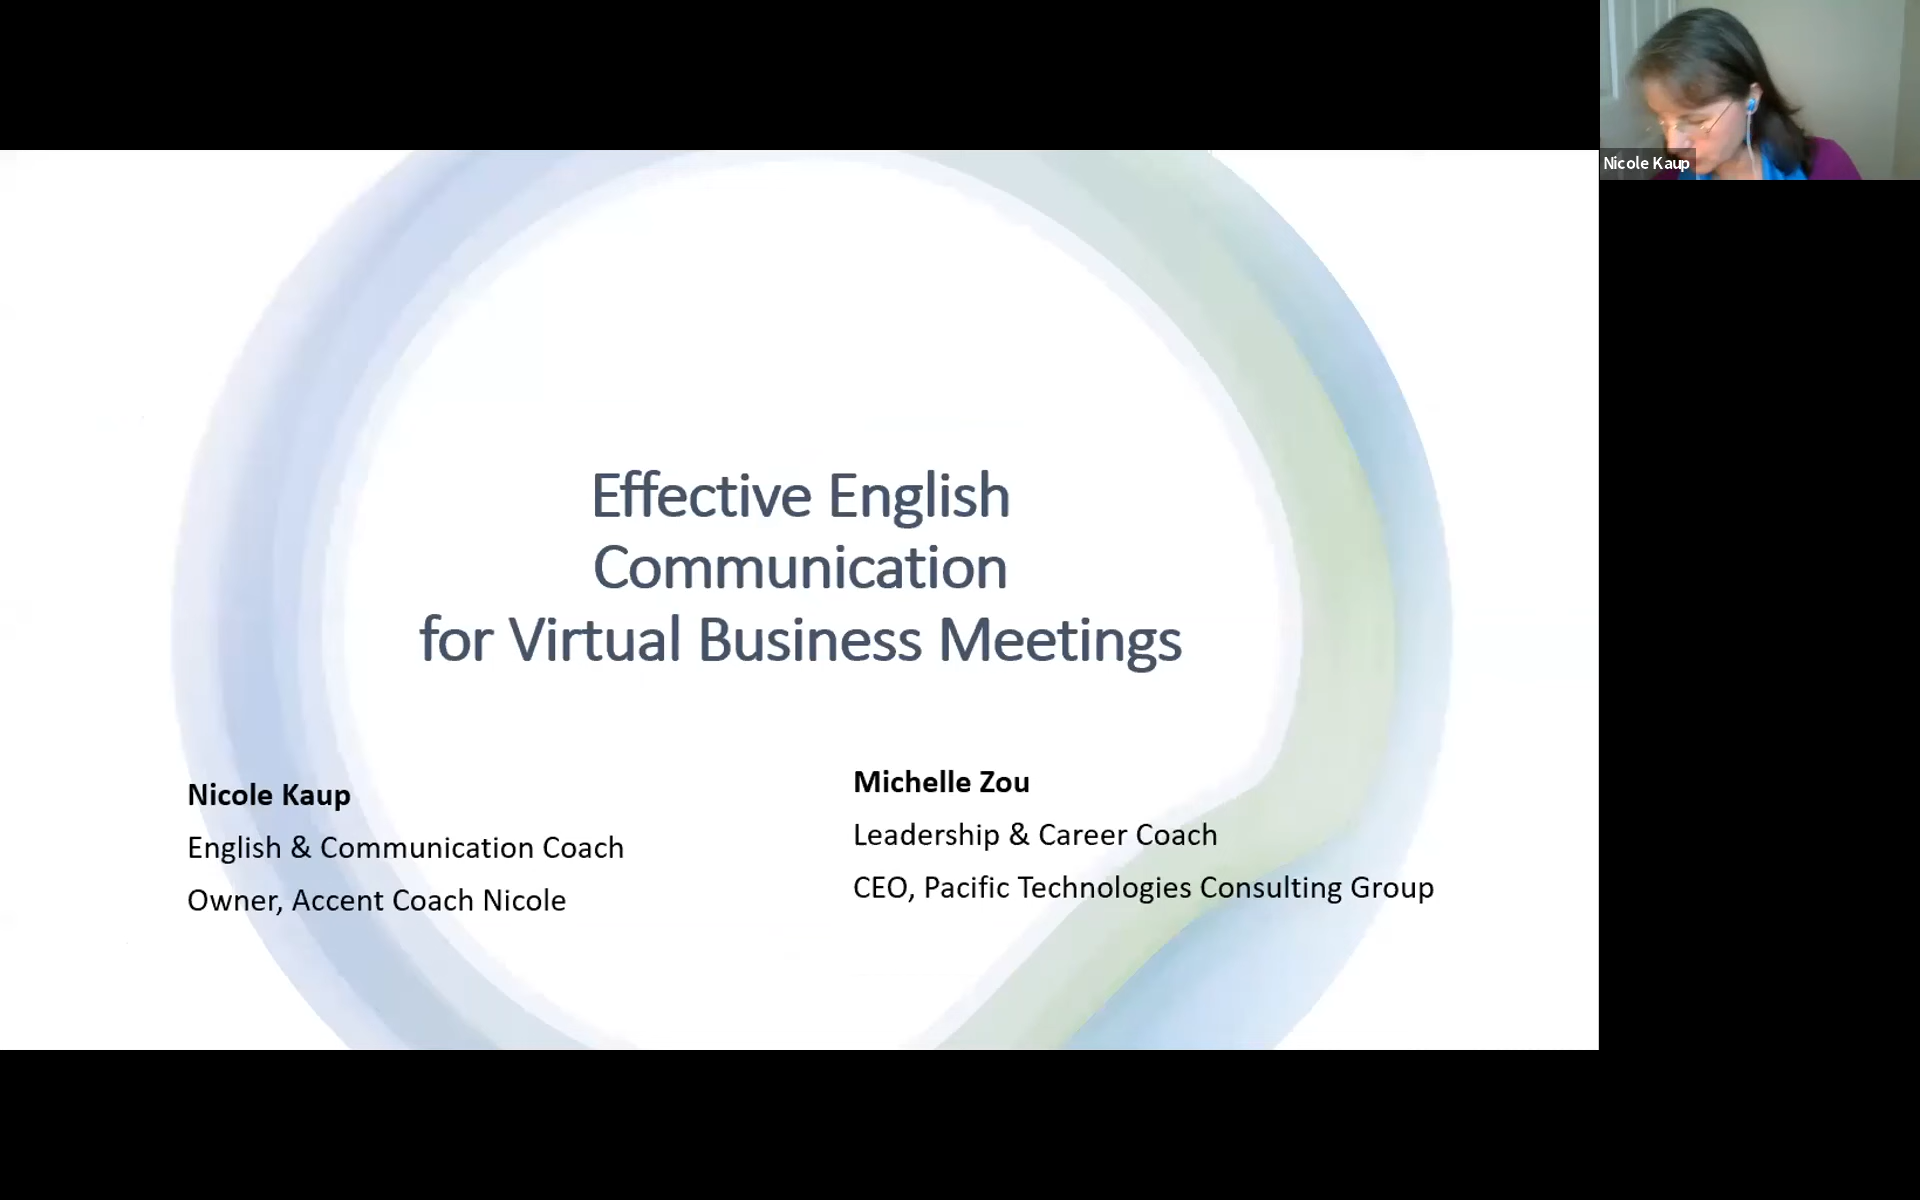 Effective English
Communication
for Virtual Business Meetings
Nicole Kaup
English & Communication Coach
Owner, Accent Coach Nicole
Michelle Zou
Leadership & Career Coach
CEO, Pacific Technologies Consulting Group
Nicole Kaup